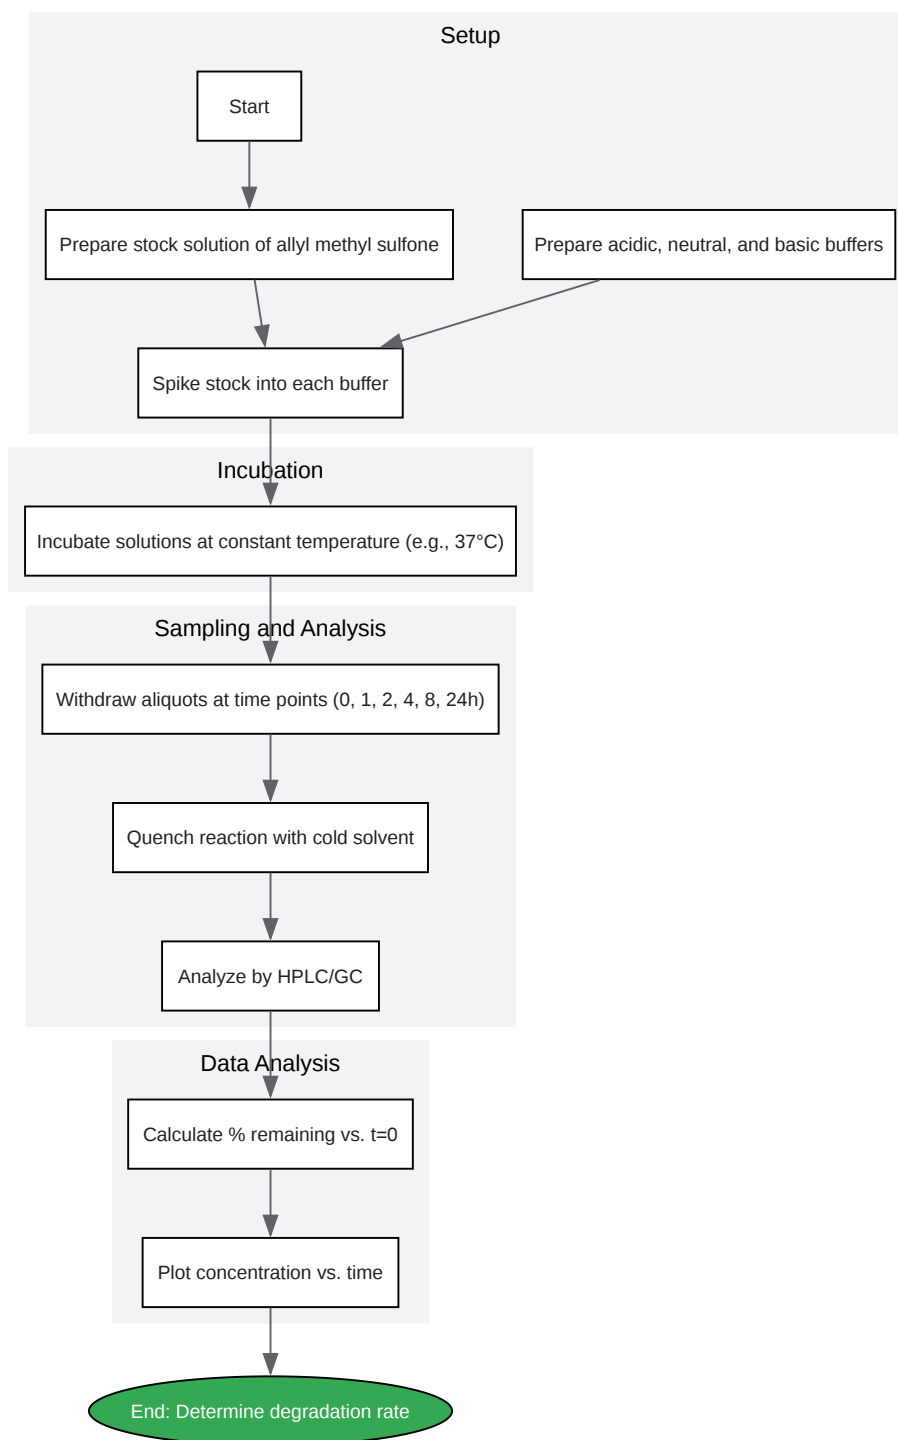 Setup
Start
Prepare stock solution of allyl methyl sulfone
Prepare acidic, neutral, and basic buffers
Spike stock into each buffer
Incubation
Incubate solutions at constant temperature (e.g., 37°C)
Sampling and Analysis
Withdraw aliquots at time points (0, 1, 2, 4, 8, 24h)
Quench reaction with cold solvent
Analyze by HPLC/GC
Data Analysis
Calculate % remaining vs. t=0
Plot concentration vs. time
End: Determine degradation rate